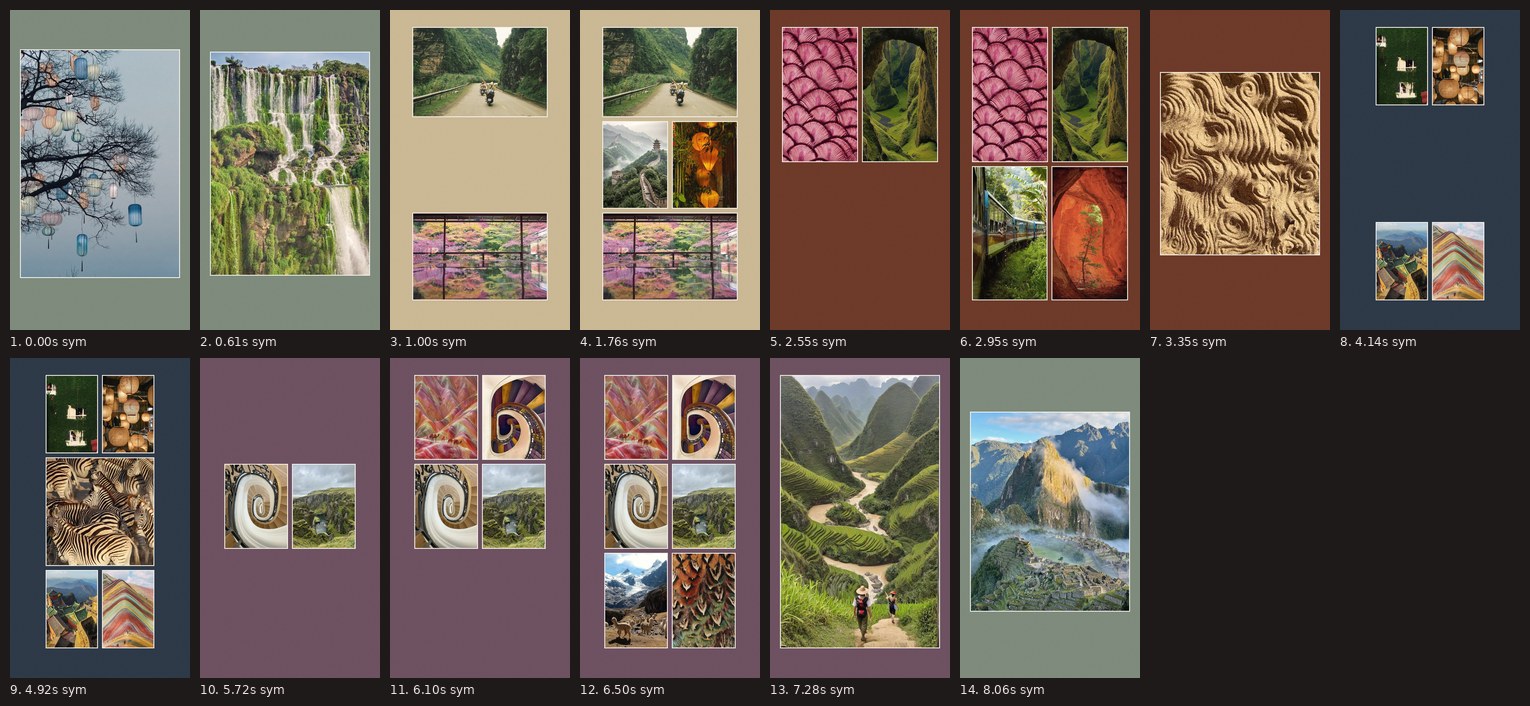 1. 0.00s sym
2. 0.61s sym
3. 1.00s sym
4. 1.76s sym
5. 2.55s sym
6. 2.95s sym
7. 3.35s sym
8. 4.14s sym
9. 4.92s sym
10. 5.72s sym
11. 6.10s sym
12. 6.50s sym
13. 7.28s sym
14. 8.06s sym